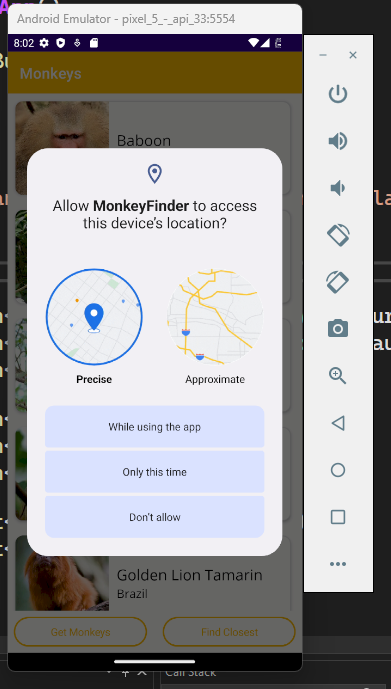 Android Emulator - pixel_5_-_api_33:5554
8:02
Monkeys
Baboon
Allow MonkeyFinder to access
this device's location?
Precise
Approximate
While using the app
Only this time
Don't allow
Golden Lion Tamarin
Brazil
Get Monkeys
Find Closest
Call Stack